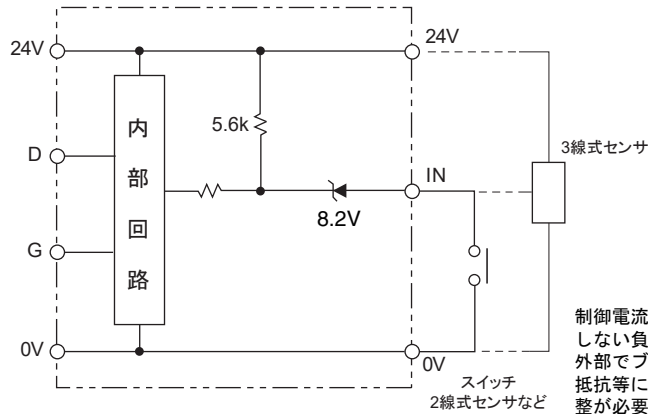 24V
24V
内部回路
5.6k
D
3線式センサ
IN
8.2V
G
0V
0V
スイッチ
2線式センサなど
制御電流
しない負
外部でブ
抵抗等に
整が必要